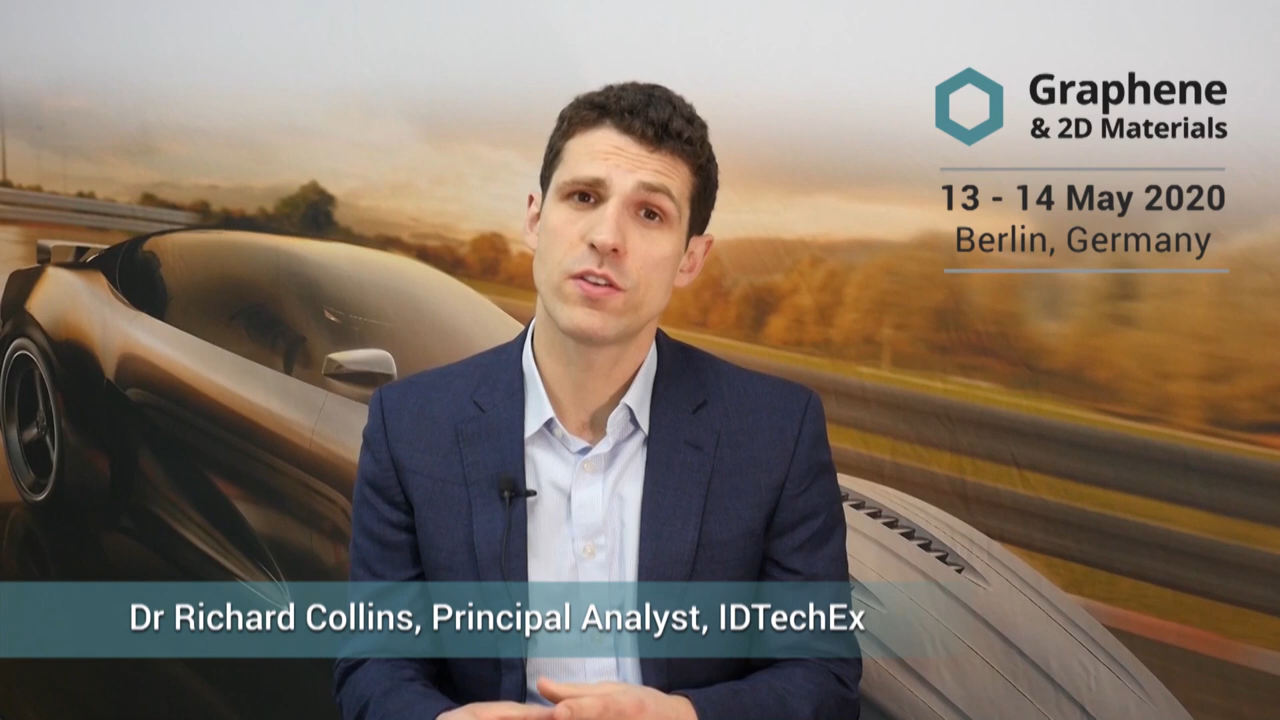 Graphene
& 2D Materials
13 - 14 May 2020
Berlin, Germany
Dr Richard Collins, Principal Analyst, IDTechEx